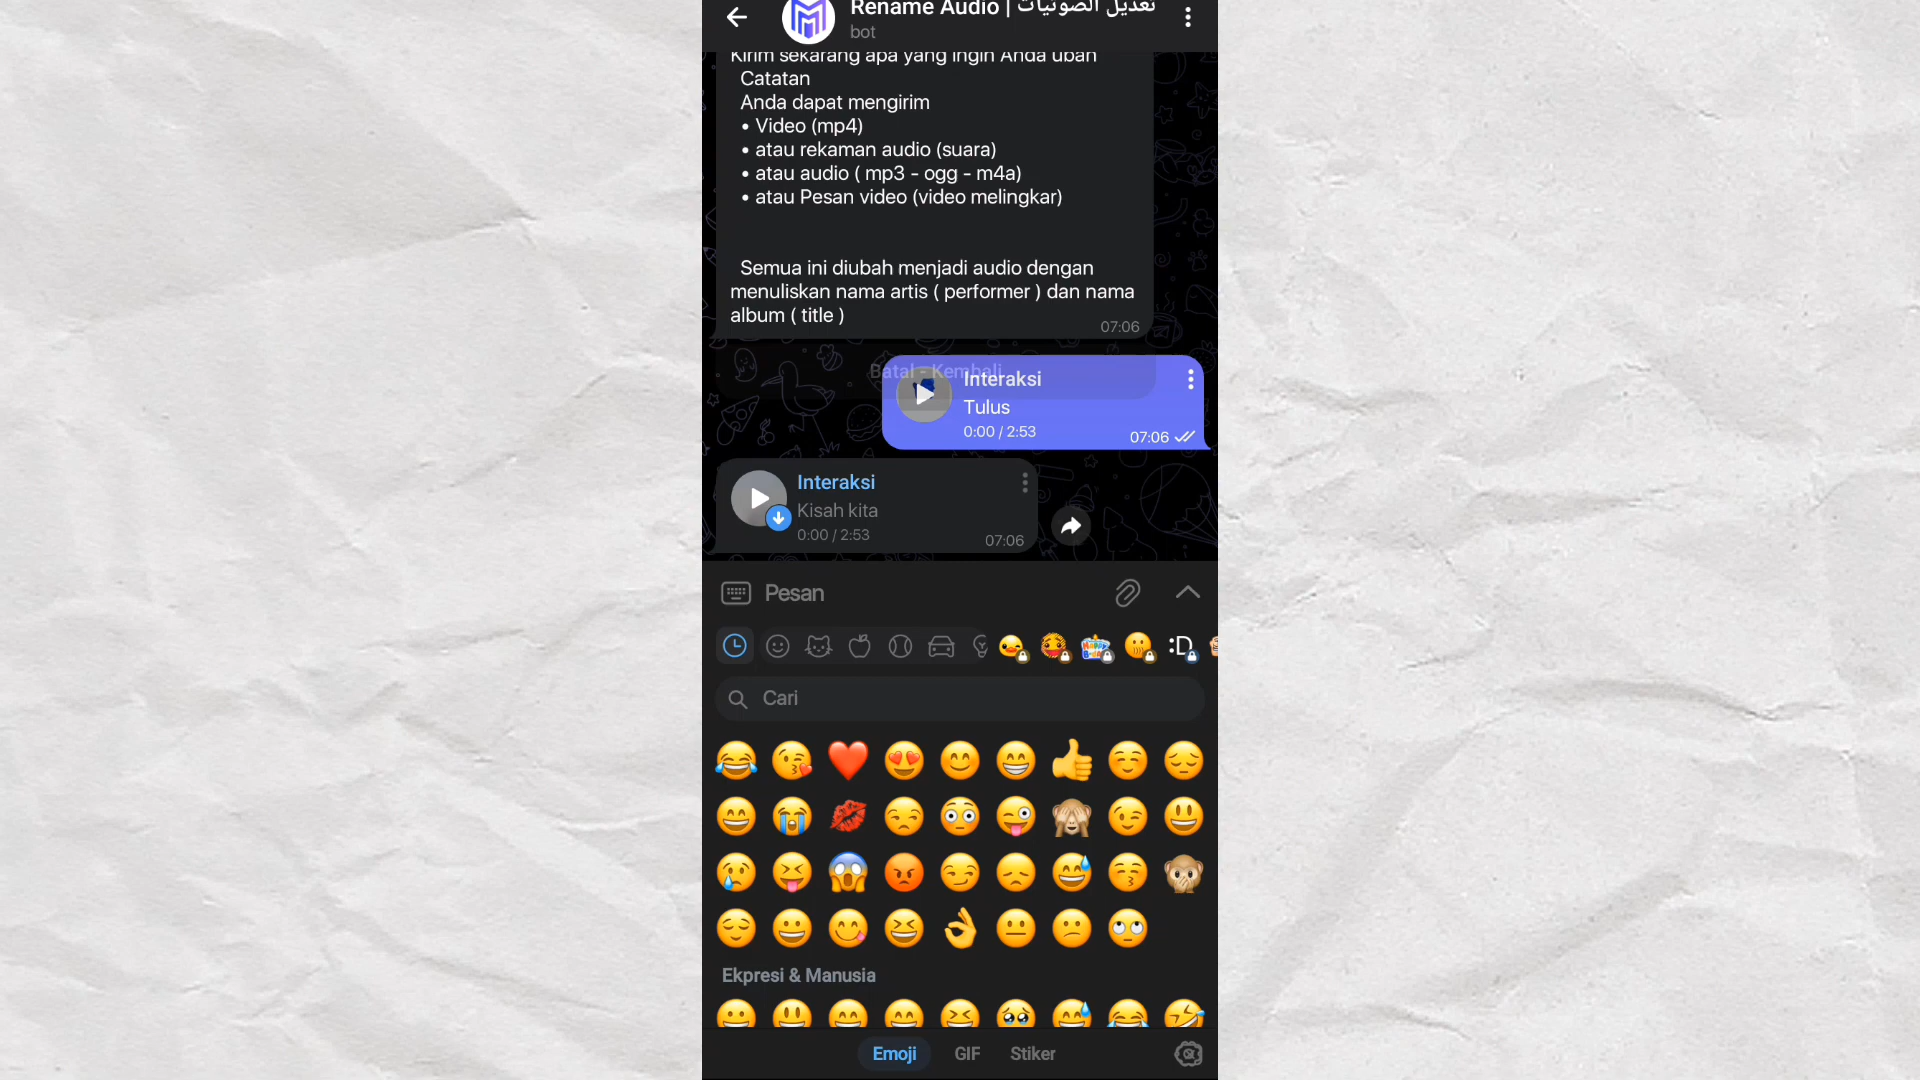 Rename Audio | تعديل الصوتيات
bot
Kirim sekarang apa yang ingin Anda ubah
Catatan
Anda dapat mengirim
• Video (mp4)
• atau rekaman audio (suara)
• atau audio ( mp3 - ogg - m4a)
• atau Pesan video (video melingkar)
Semua ini diubah menjadi audio dengan
menuliskan nama artis ( performer ) dan nama
album ( title )
07:06
Batal - Kembali
Interaksi
Tulus
0:00 / 2:53
07:06
Interaksi
Kisah kita
0:00 / 2:53
07:06
Pesan
:D
Cari
Ekpresi & Manusia
Emoji GIF Stiker